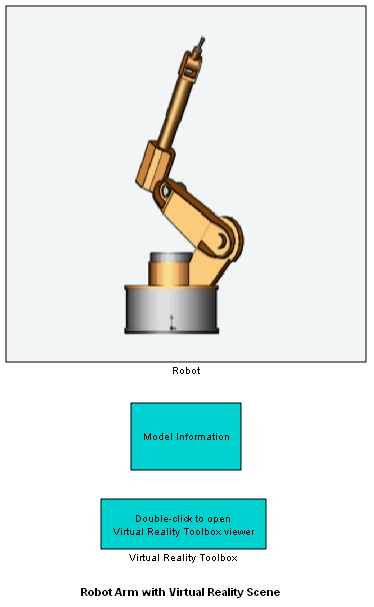 Robot
Model Information
Double-click to open
Virtual Reality Toolbox viewer
Virtual Reality Toolbox
Robot Arm with Virtual Reality Scene